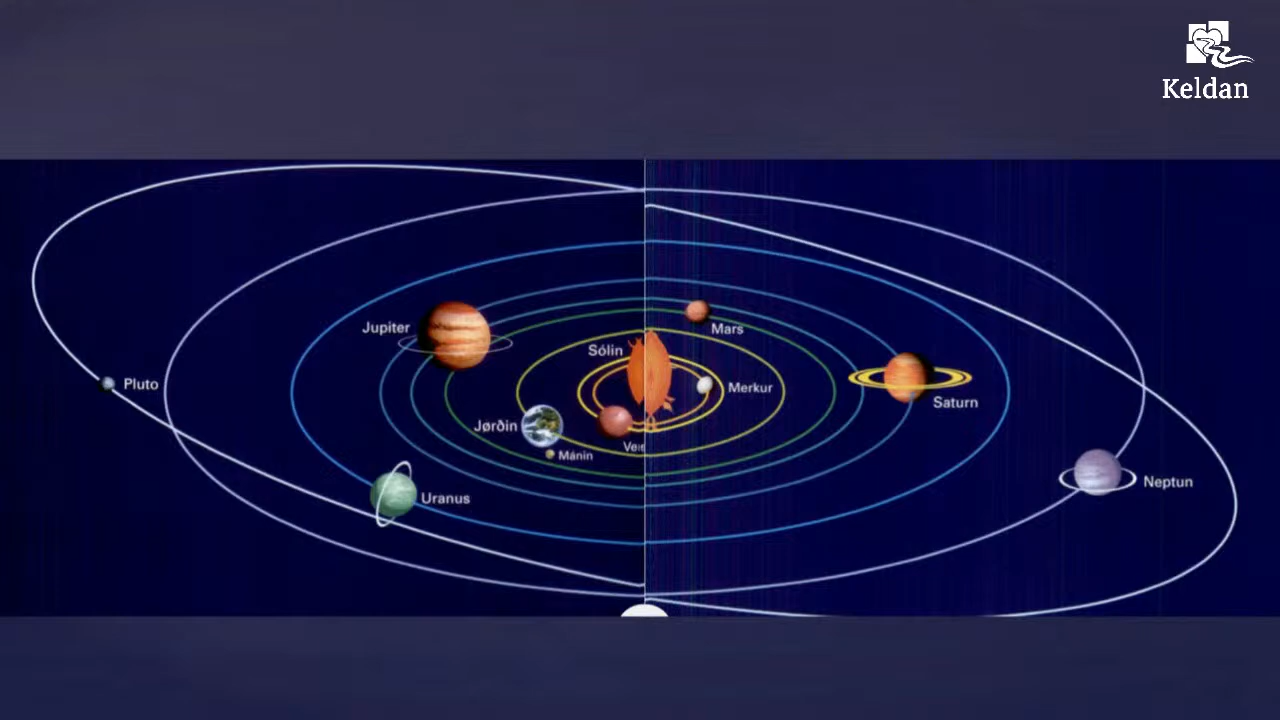 Keldan
Mars
Jupiter
Sólin
Pluto
Merkur
Saturn
Jørðin
Mánin
Neptun
Uranus